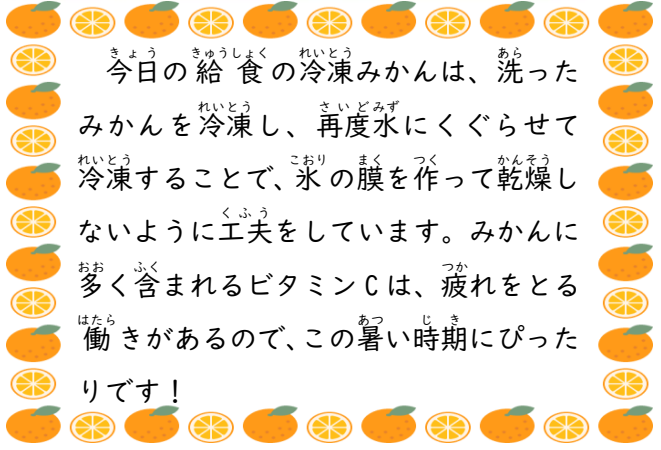 今日の給食の冷凍みかんは、洗った
みかんを冷凍し、再度水にくぐらせて
冷凍することで、氷の膜を作って乾燥し
ないように工夫をしています。みかんに
多く含まれるビタミンCは、疲れをとる
働きがあるので、この暑い時期にぴった
りです！